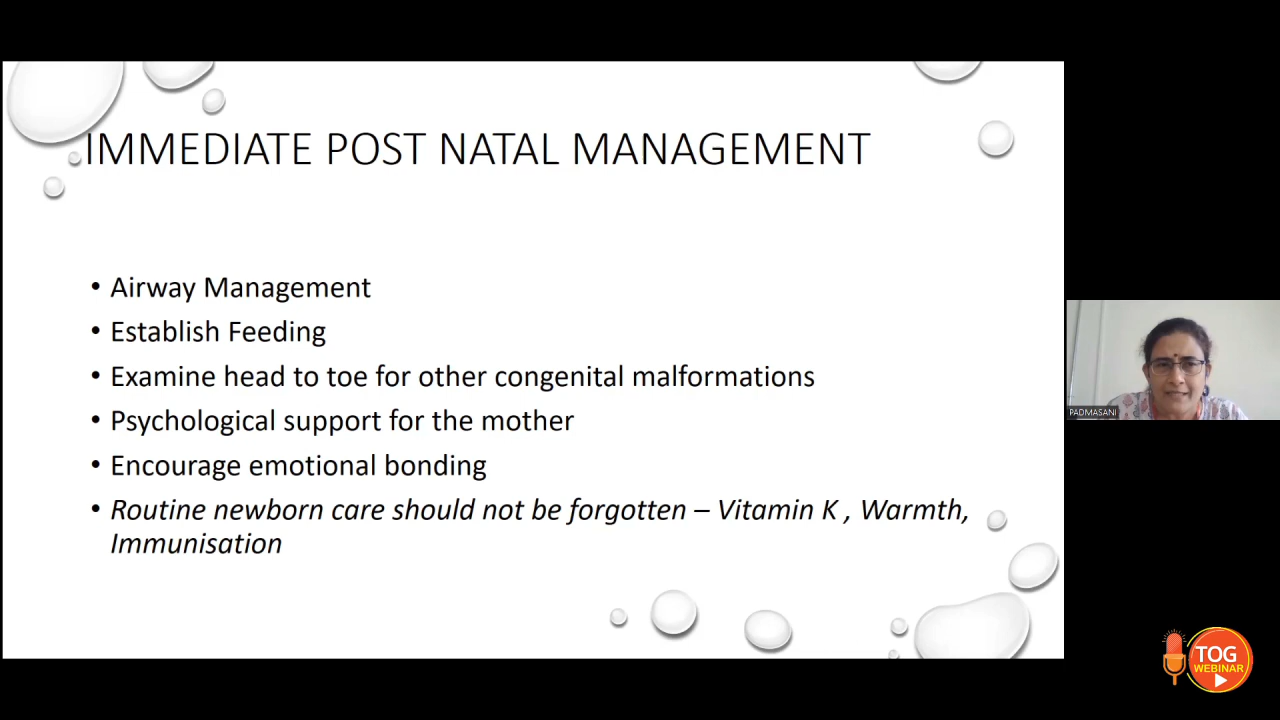 IMMEDIATE POST NATAL MANAGEMENT
• Airway Management
• Establish Feeding
• Examine head to toe for other congenital malformations
• Psychological support for the mother
• Encourage emotional bonding
• Routine newborn care should not be forgotten – Vitamin K , Warmth,
Immunisation
PADMASANI
TOG
WEBINAR